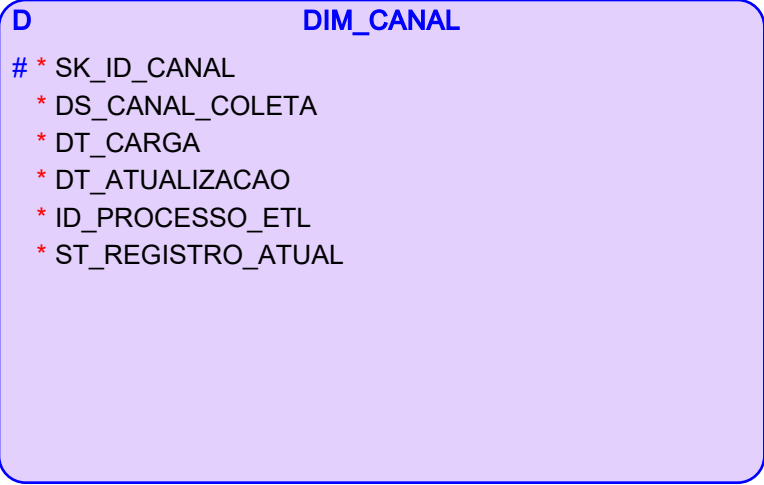 D DIM_CANAL
# * SK_ID_CANAL
* DS_CANAL_COLETA
* DT_CARGA
* DT_ATUALIZACAO
* ID_PROCESSO_ETL
* ST_REGISTRO_ATUAL